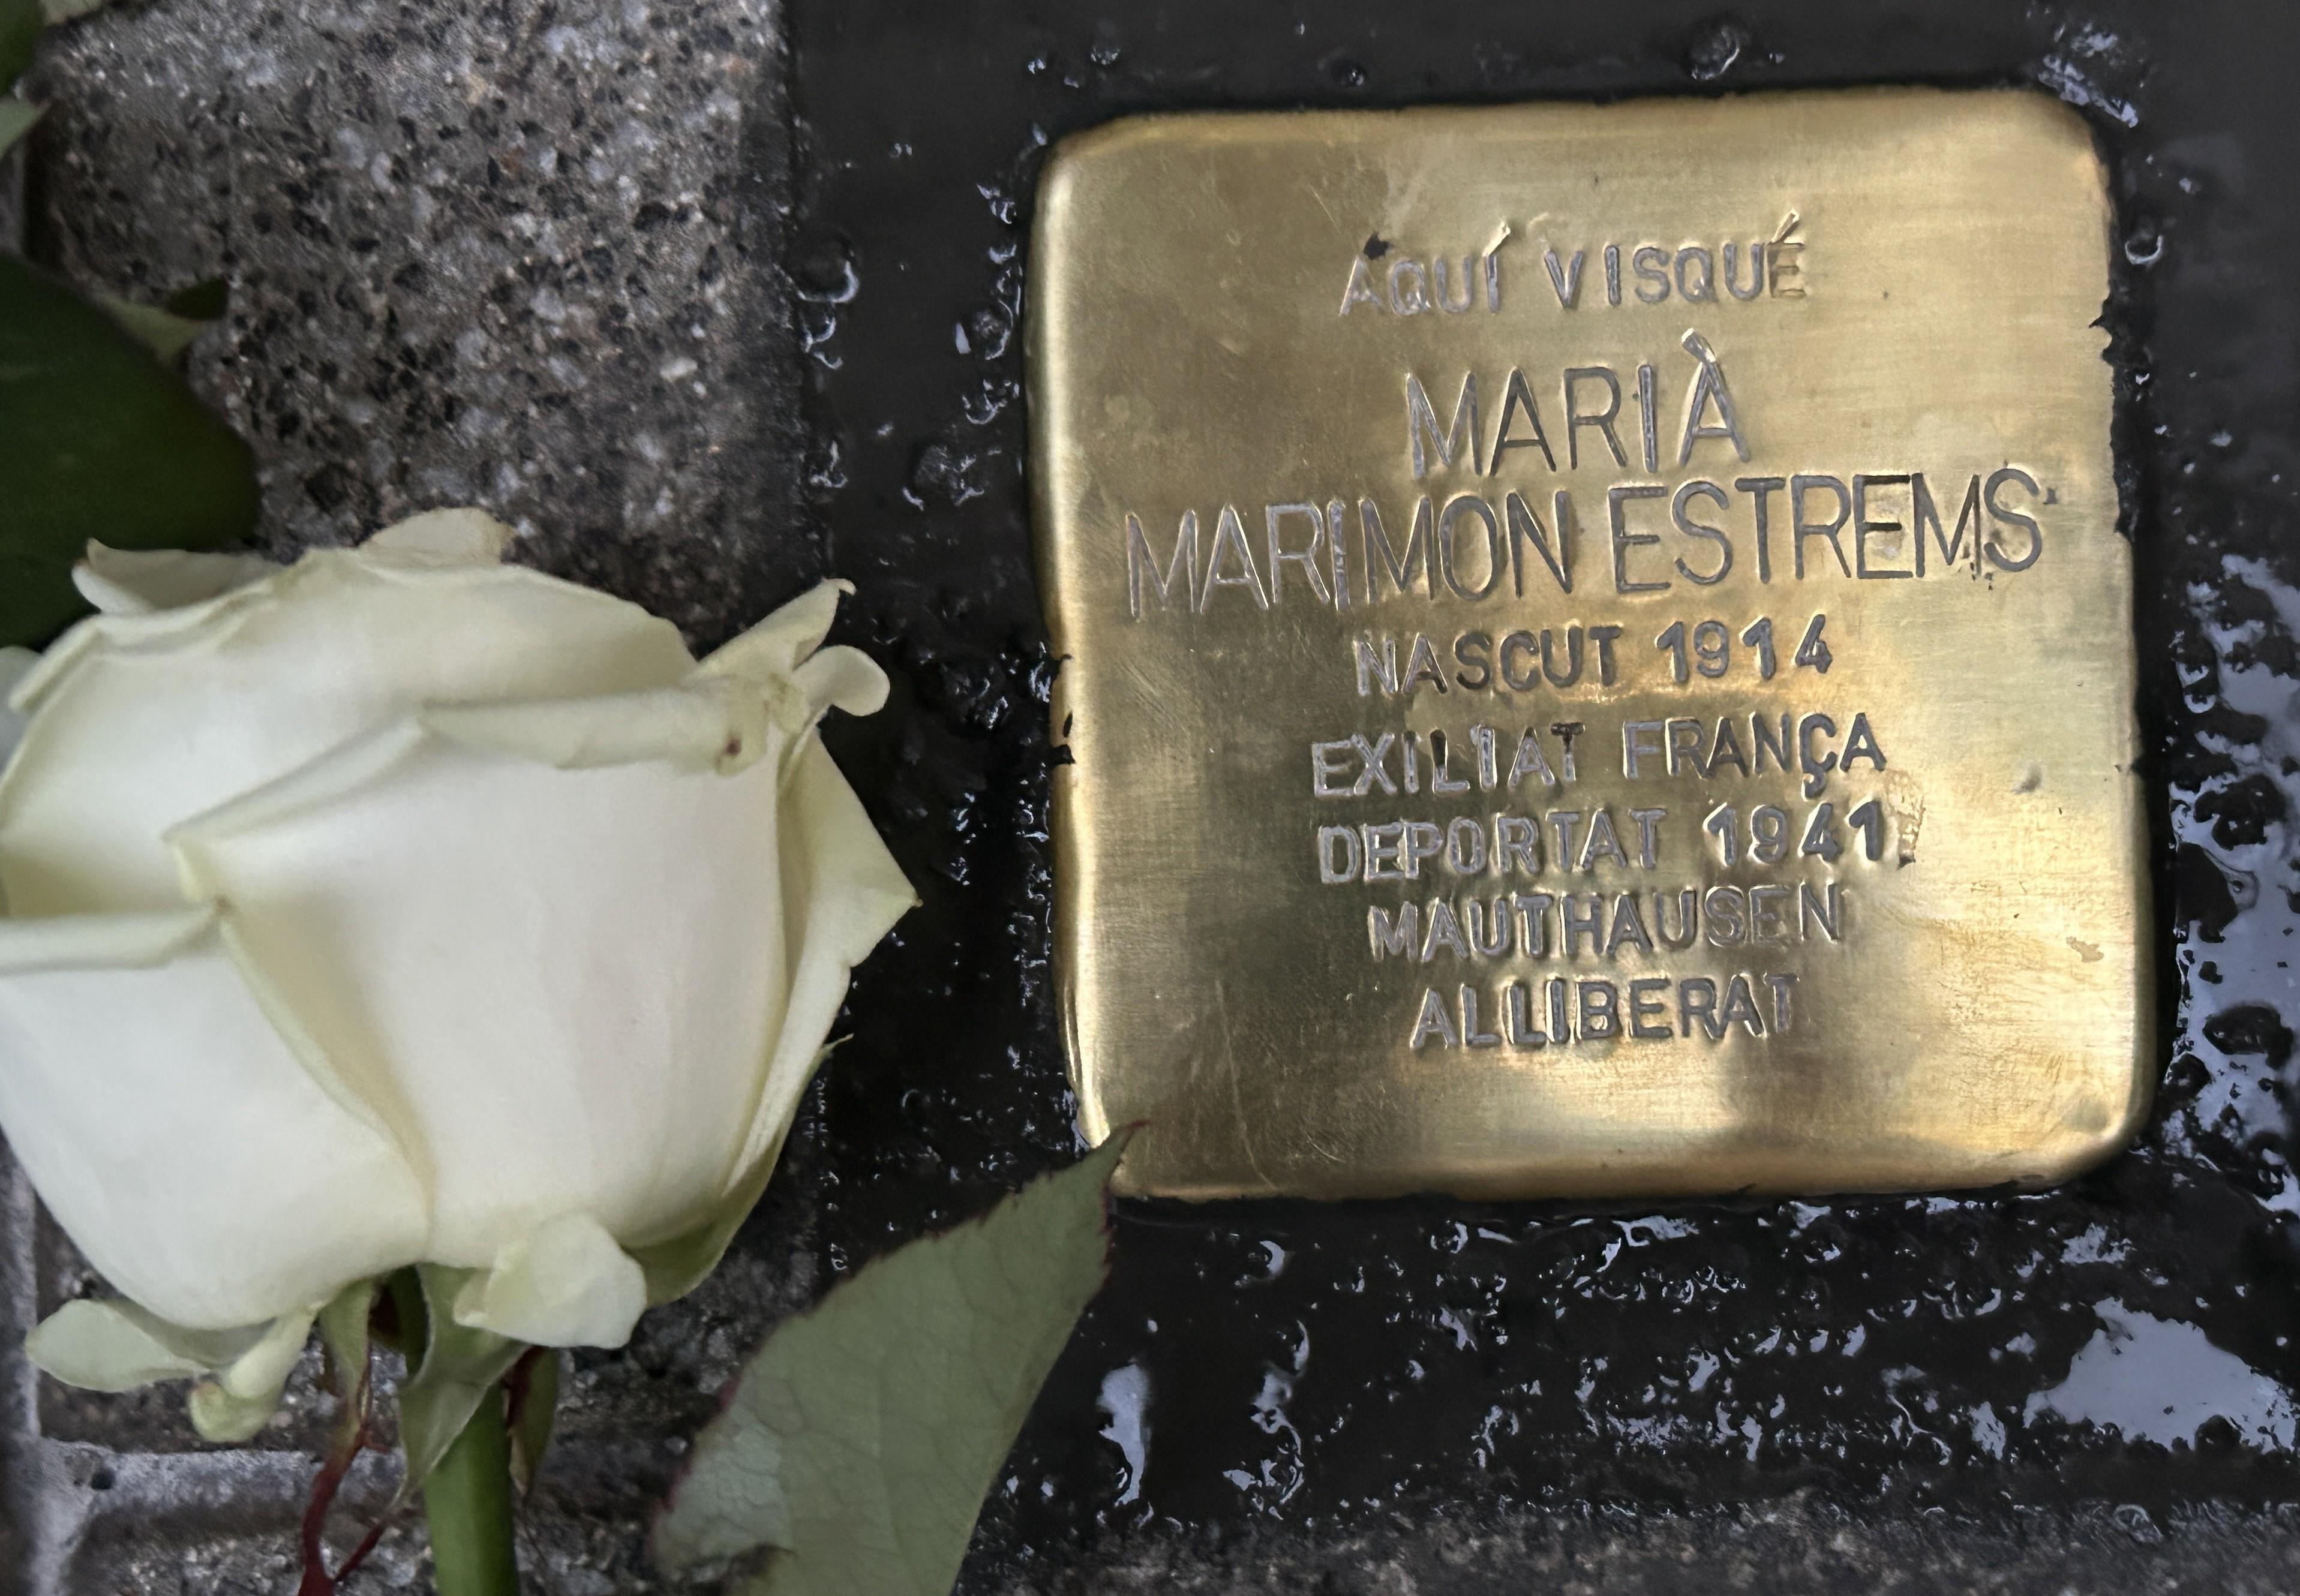 AQUÍ VISQUÉ
MARIÀ
MARIMON ESTREMS
NASCUT 1914
EXILIAT FRANÇA
DEPORTAT 1941
MAUTHAUSEN
ALLIBERAT